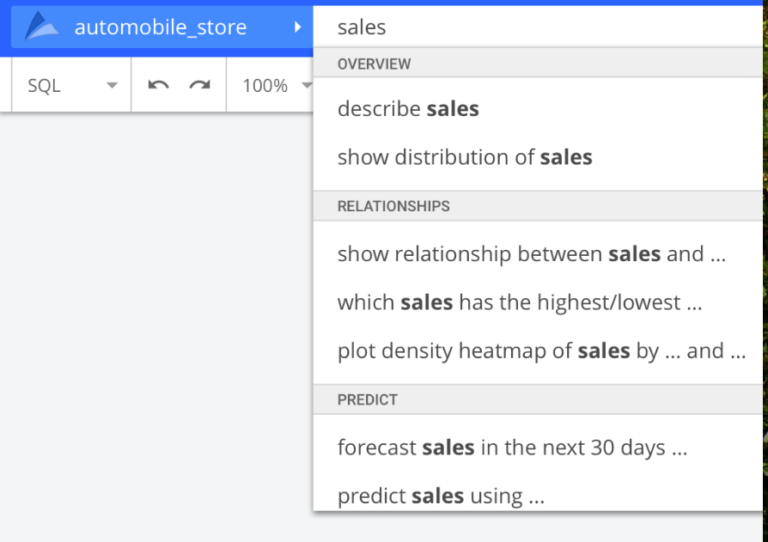 automobile_store
sales
SQL
100%
OVERVIEW
describe sales
show distribution of sales
RELATIONSHIPS
show relationship between sales and ...
which sales has the highest/lowest ...
plot density heatmap of sales by ... and ...
PREDICT
forecast sales in the next 30 days ...
predict sales using ...